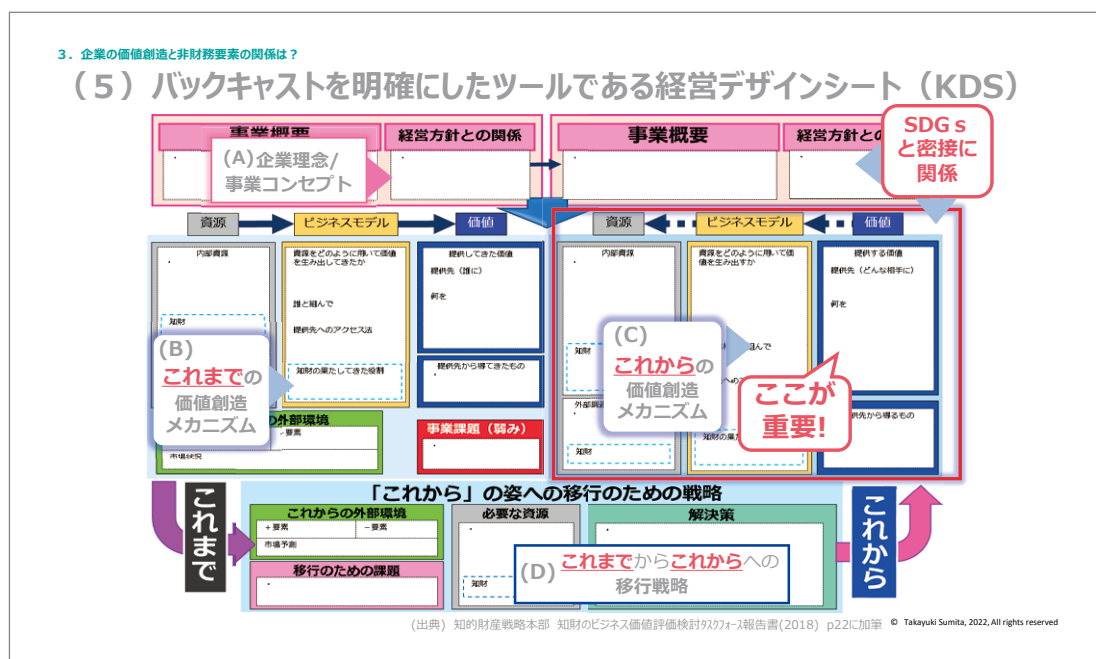 3．企業の価値創造と非財務要素の関係は？
（５）バックキャストを明確にしたツールである経営デザインシート（KDS）
事業概要
経営方針との関係
(A)企業理念/
事業コンセプト
事業概要
経営方針との
SDGｓ
と密接に
関係
資源
ビジネスモデル
価値
内部資源
知財
資源をどのように用いて価値
を生み出してきたか
誰と組んで
提供先へのアクセス法
知財の果たしてきた役割
提供してきた価値
提供先（誰に）
何を
提供先から得てきたもの
(B)
これまでの
価値創造
メカニズム
の外部環境
-要素
市場状況
事業課題（弱み）
資源
ビジネスモデル
価値
内部資源
知財
外部調達
知財
資源をどのように用いて価
値を生み出すか
組んで
知財の果た
提供する価値
提供先（どんな相手に）
何を
先から得るもの
(C)
これからの
価値創造
メカニズム
ここが
重要!
これまで
「これから」の姿への移行のための戦略
これからの外部環境
+要素
-要素
市場予測
移行のための課題
必要な資源
知財
解決策
(D)
これまでからこれからへの
移行戦略
これから
(出典) 知的財産戦略本部 知財のビジネス価値評価検討ﾀｽｸﾌｫｰｽ報告書(2018) p22に加筆
© Takayuki Sumita, 2022, All rights reserved